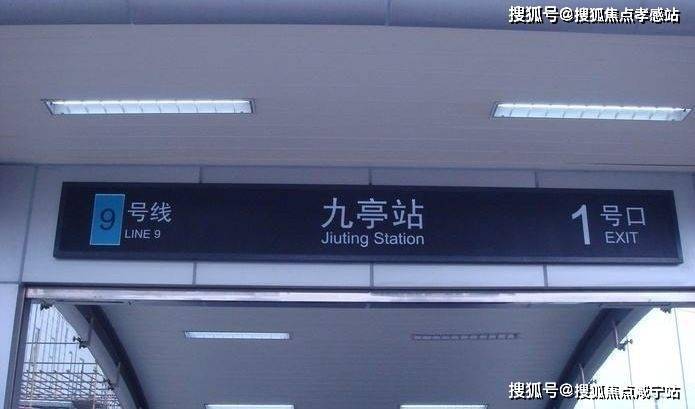 搜狐号@搜狐焦点孝感站
9号线
LINE 9
九亭站
Jiuting Station
1号口
EXIT
搜狐号@搜狐焦点咸宁站